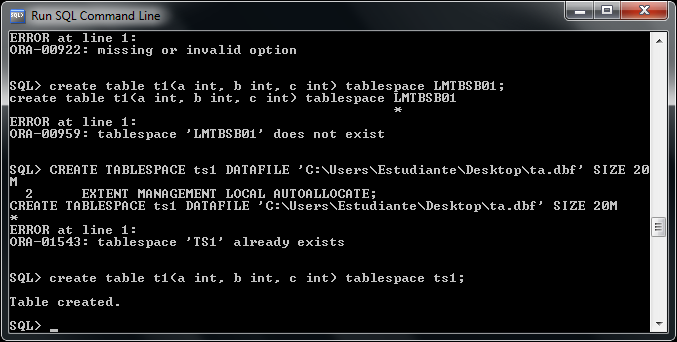 Run SQL Command Line
ERROR at line 1:
ORA-00922: missing or invalid option
SQL> create table t1(a int, b int, c int) tablespace LMTBSB01;
create table t1(a int, b int, c int) tablespace LMTBSB01
*
ERROR at line 1:
ORA-00959: tablespace 'LMTBSB01' does not exist
SQL> CREATE TABLESPACE ts1 DATAFILE 'C:\Users\Estudiante\Desktop\ta.dbf' SIZE 20
M
2 EXTENT MANAGEMENT LOCAL AUTOALLOCATE;
CREATE TABLESPACE ts1 DATAFILE 'C:\Users\Estudiante\Desktop\ta.dbf' SIZE 20M
*
ERROR at line 1:
ORA-01543: tablespace 'TS1' already exists
SQL> create table t1(a int, b int, c int) tablespace ts1;
Table created.
SQL> _